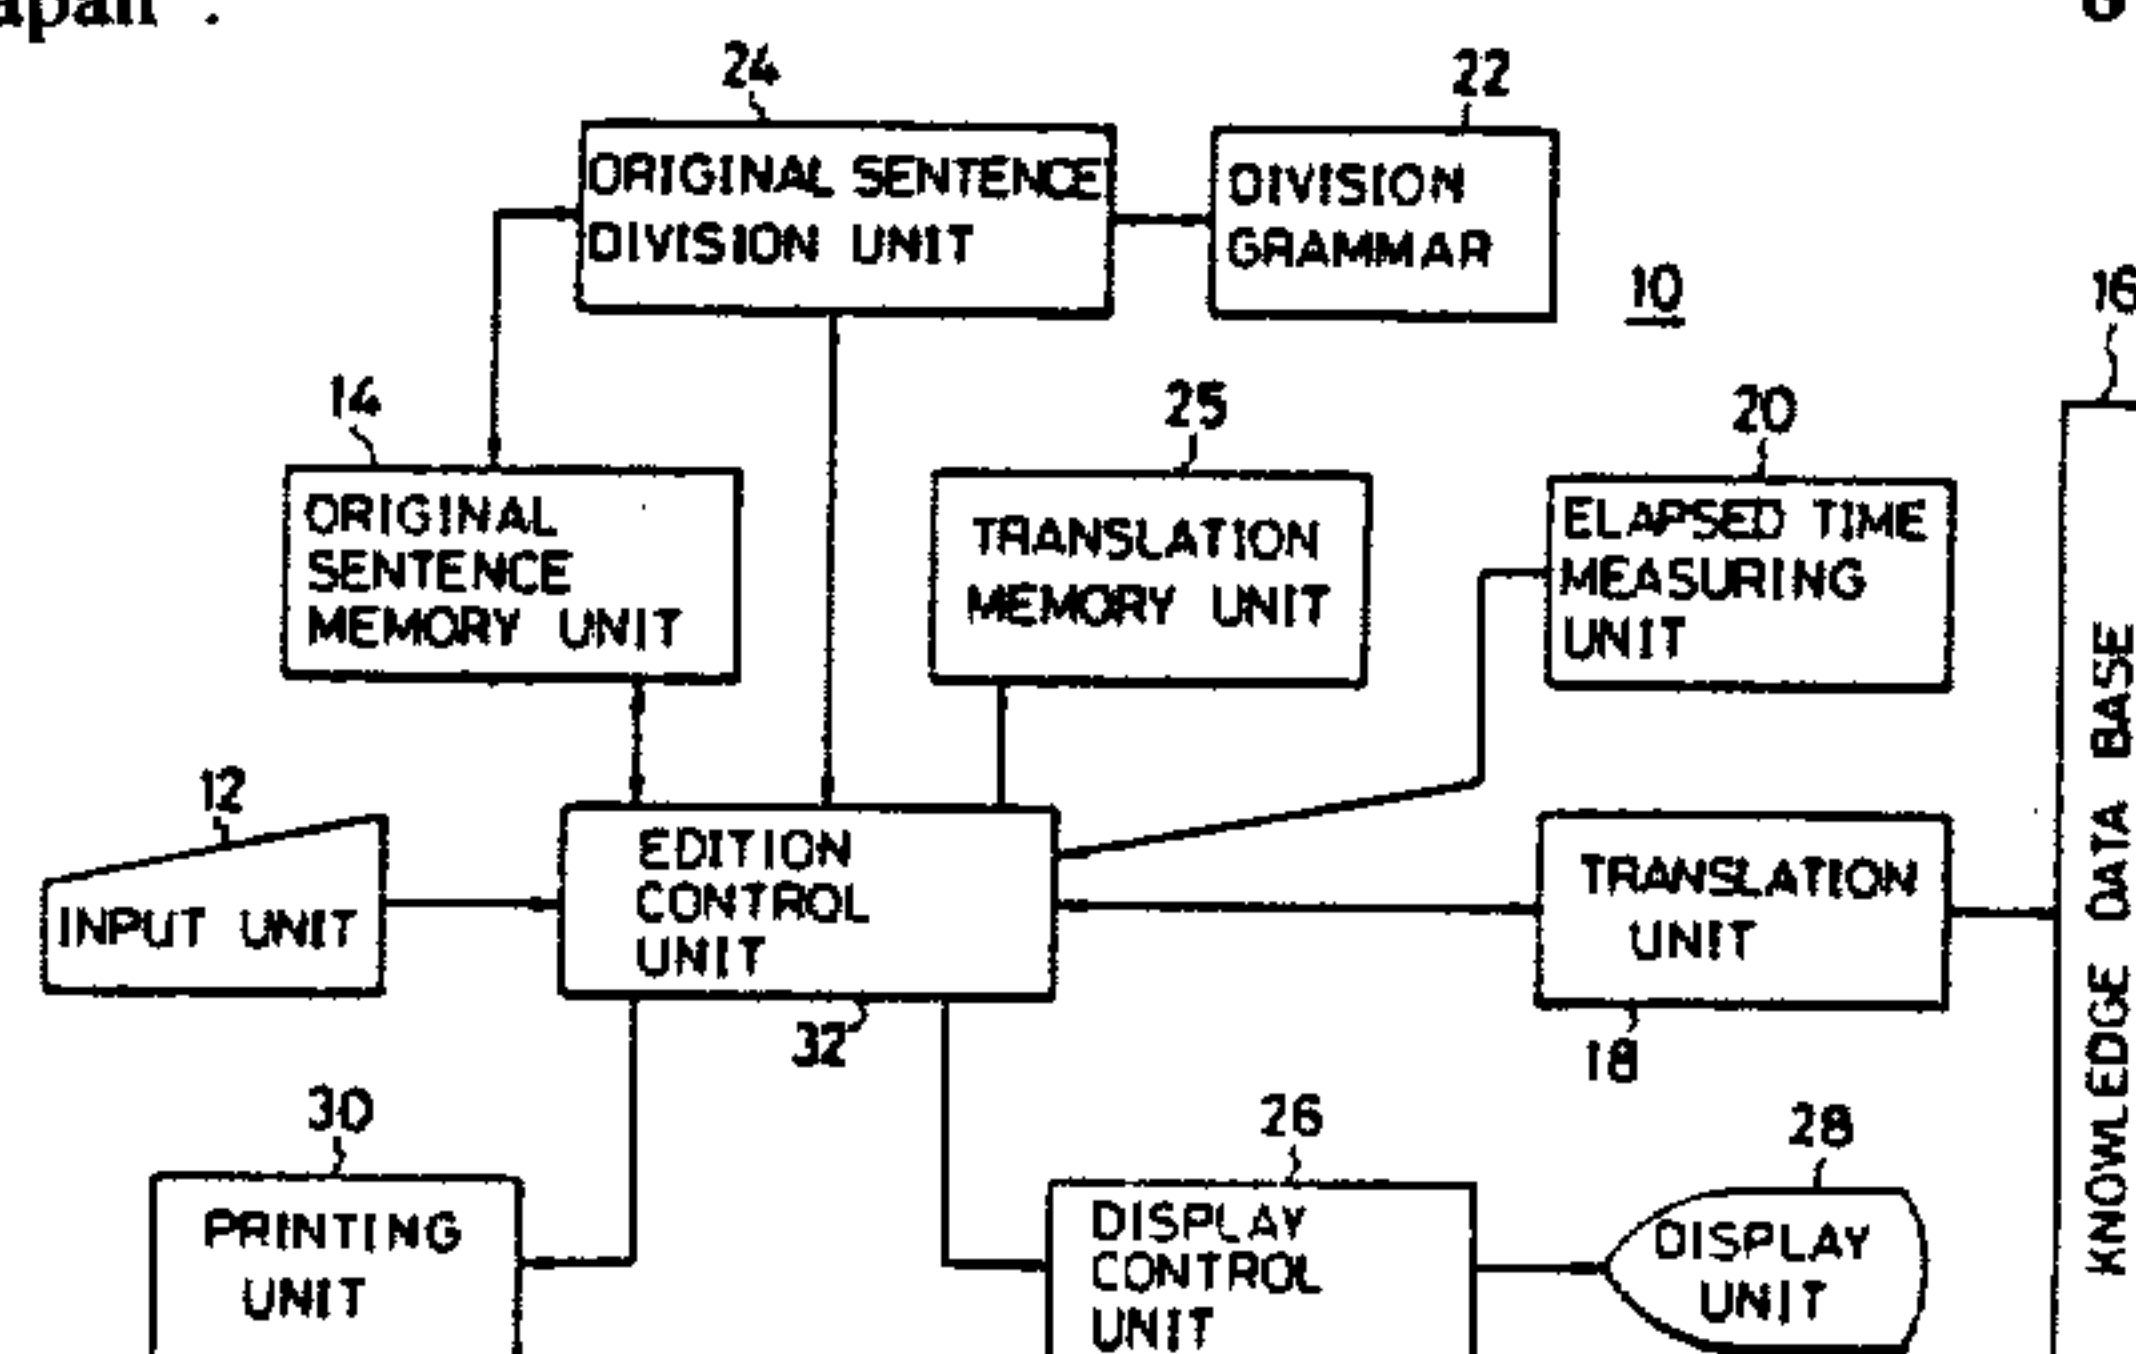 24
22
ORIGINAL SENTENCE
DIVISION UNIT
DIVISION
GRAMMAR
10
16
14
25
20
ORIGINAL
SENTENCE
MEMORY UNIT
TRANSLATION
MEMORY UNIT
ELAPSED TIME
MEASURING
UNIT
12
INPUT UNIT
EDITION
CONTROL
UNIT
32
TRANSLATION
UNIT
18
KNOWLEDGE DATA BASE
30
PRINTING
UNIT
26
DISPLAY
CONTROL
UNIT
28
DISPLAY
UNIT